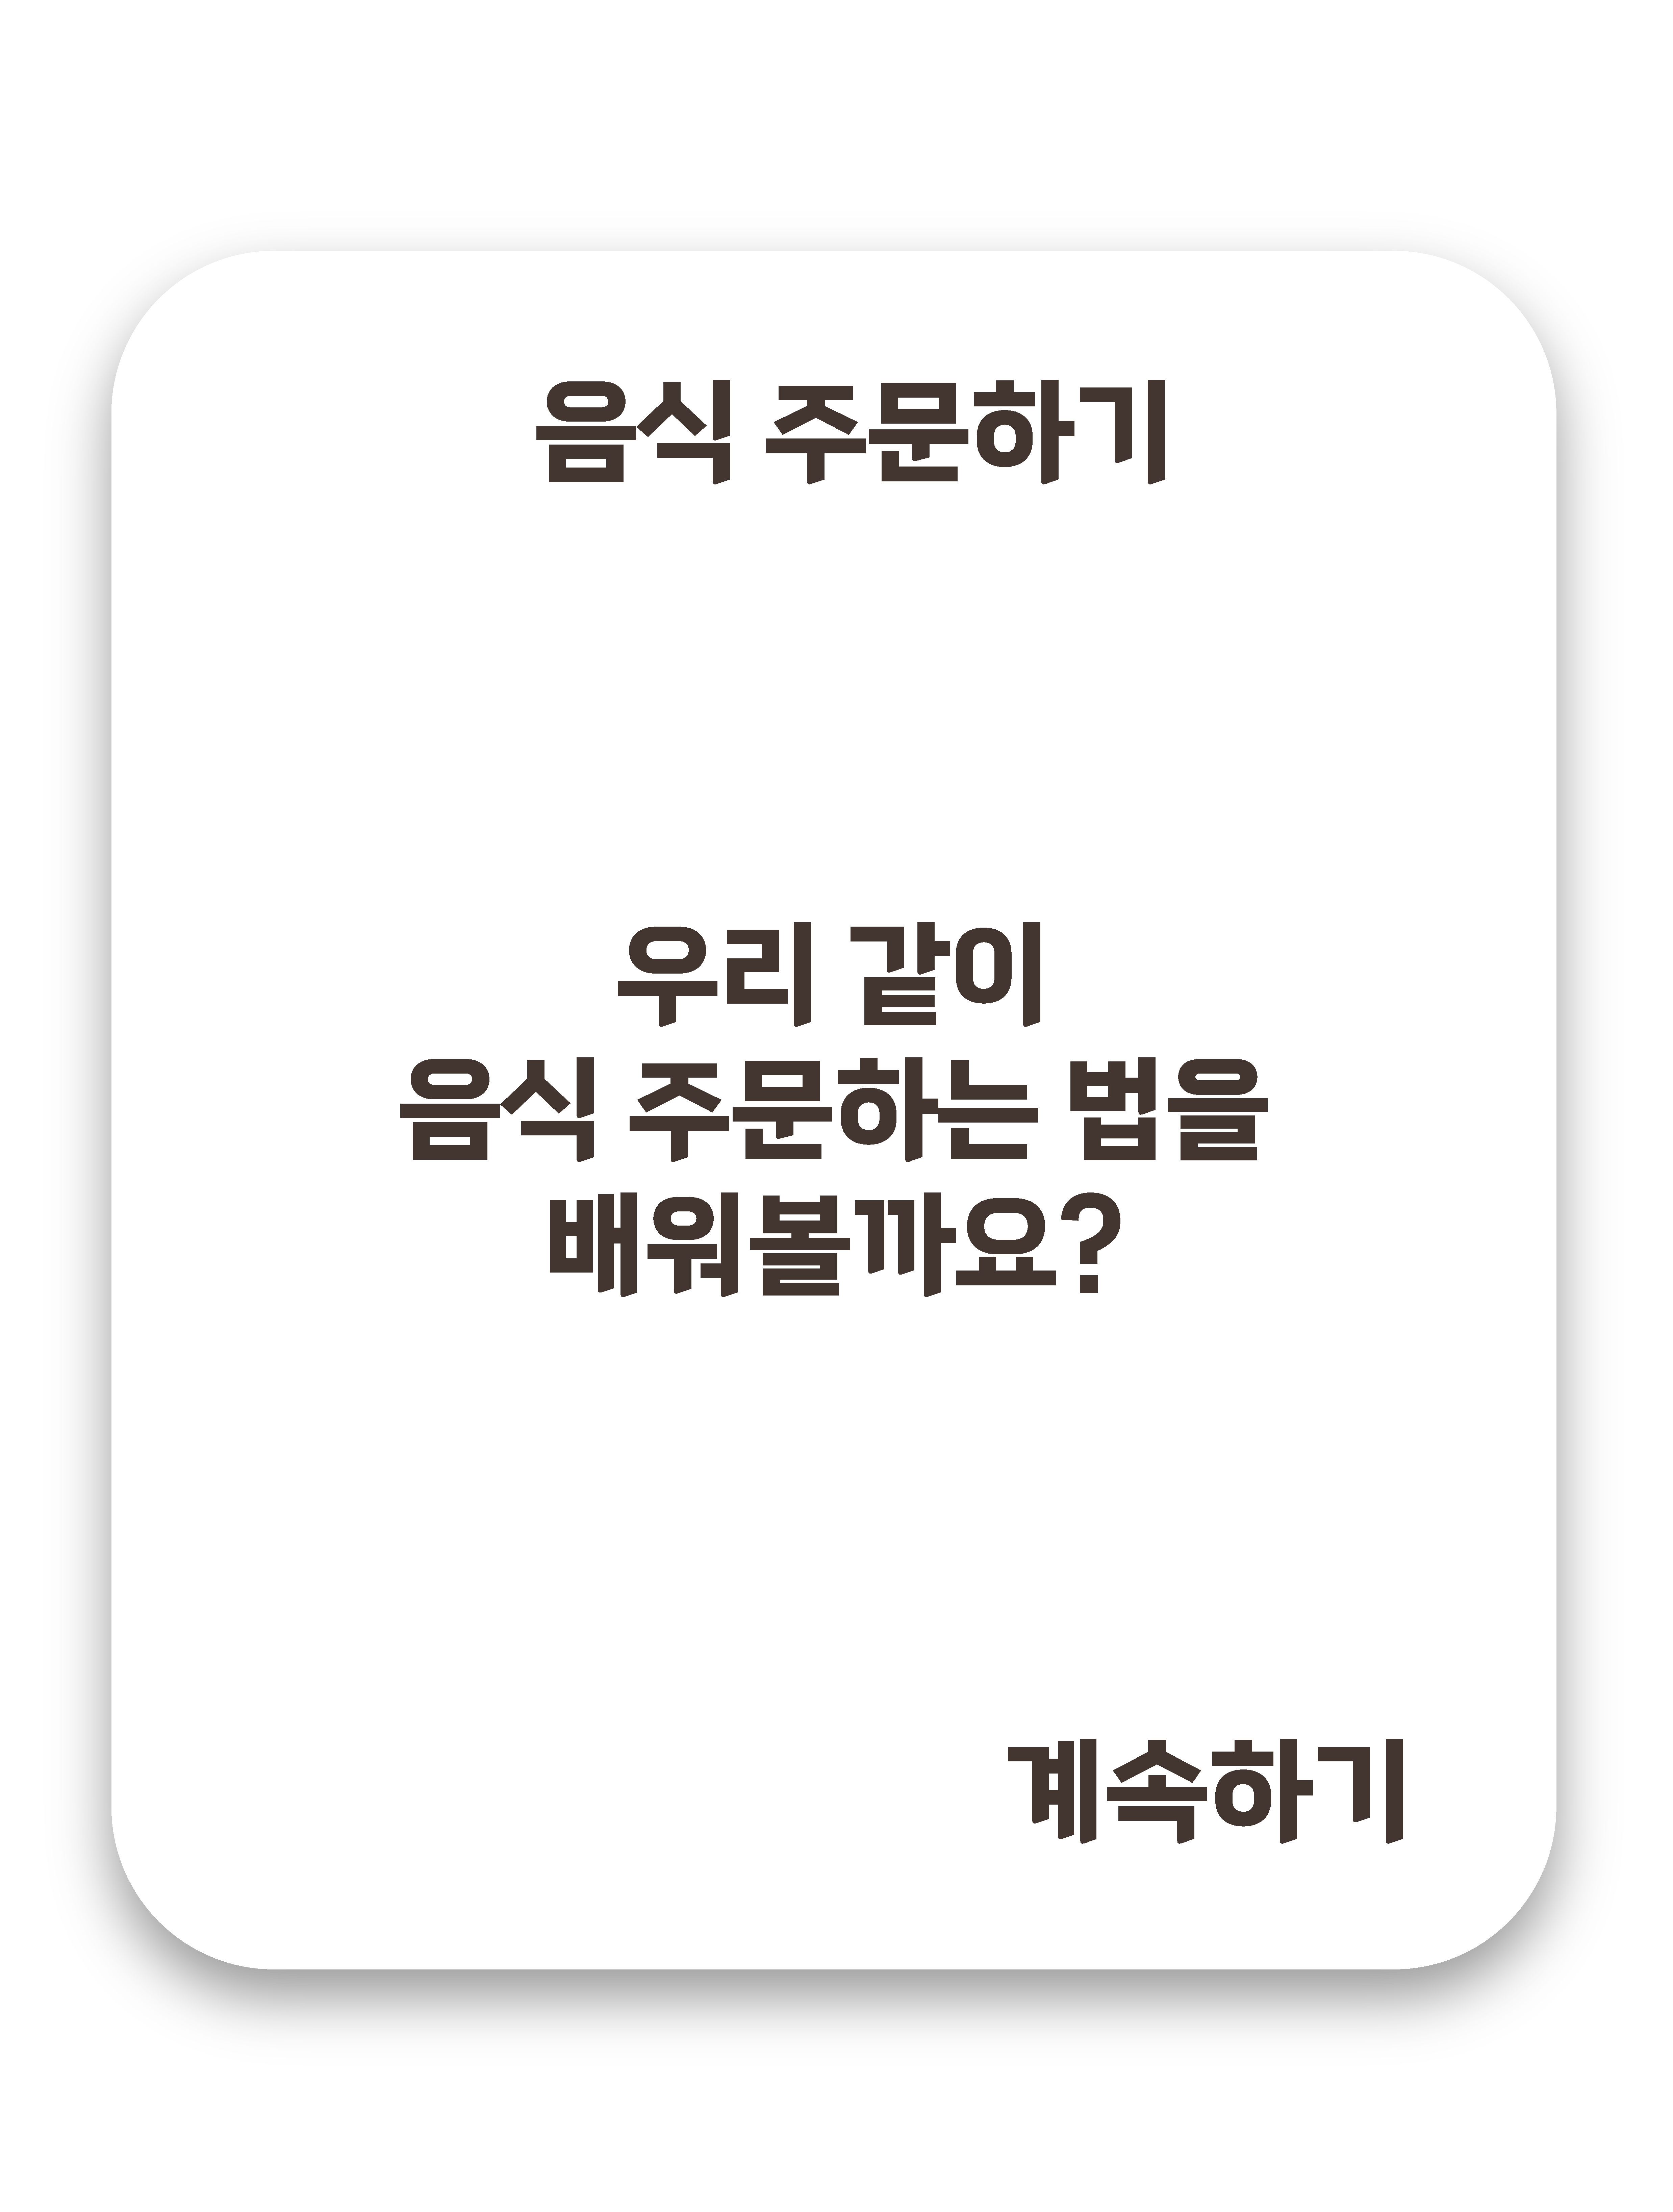 음식 주문하기
우리 같이
음식 주문하는 법을
배워볼까요?
계속하기